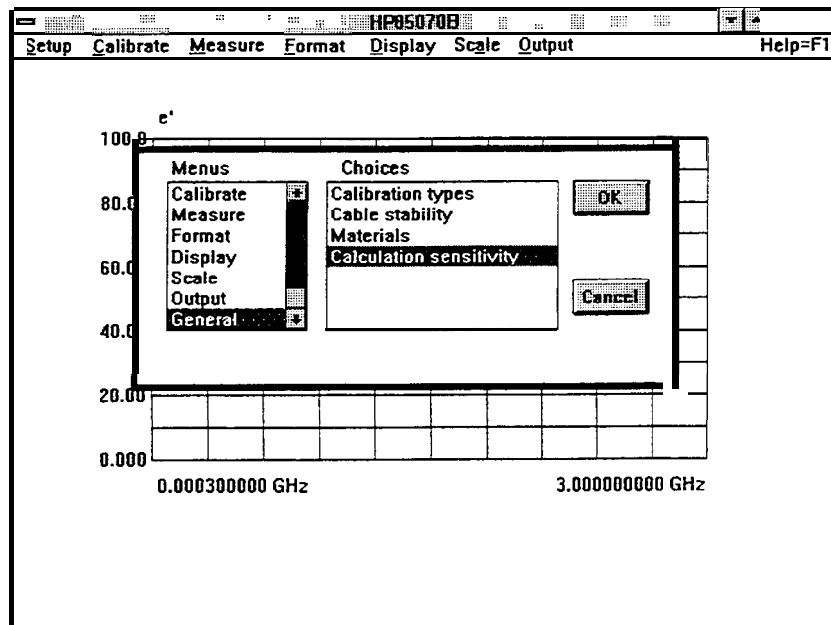 HP85070B
Setup Calibrate Measure Format Display Scale Output Help=F1
e'
100.0
80.0
60.0
40.0
20.00
0.000
0.000300000 GHz
3.000000000 GHz
Menus
Calibrate
Measure
Format
Display
Scale
Output
General
Choices
Calibration types
Cable stability
Materials
Calculation sensitivity
OK
Cancel